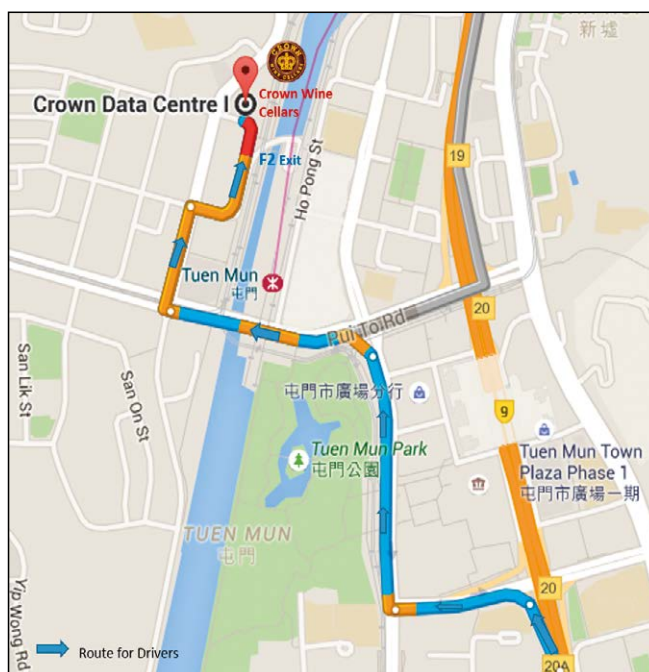 新墟
CROWN
WINE CELLARS
Crown Data Centre I
Crown Wine
Cellars
F2 Exit
19
Ho Pong St
Tuen Mun
屯門
20
Pui To Rd
San Lik St
San On St
屯門市廣場分行
9
Tuen Mun Park
屯門公園
Tuen Mun Town
Plaza Phase 1
屯門市廣場一期
TUEN MUN
屯門
20
Yip Wong Rd
Route for Drivers
20A